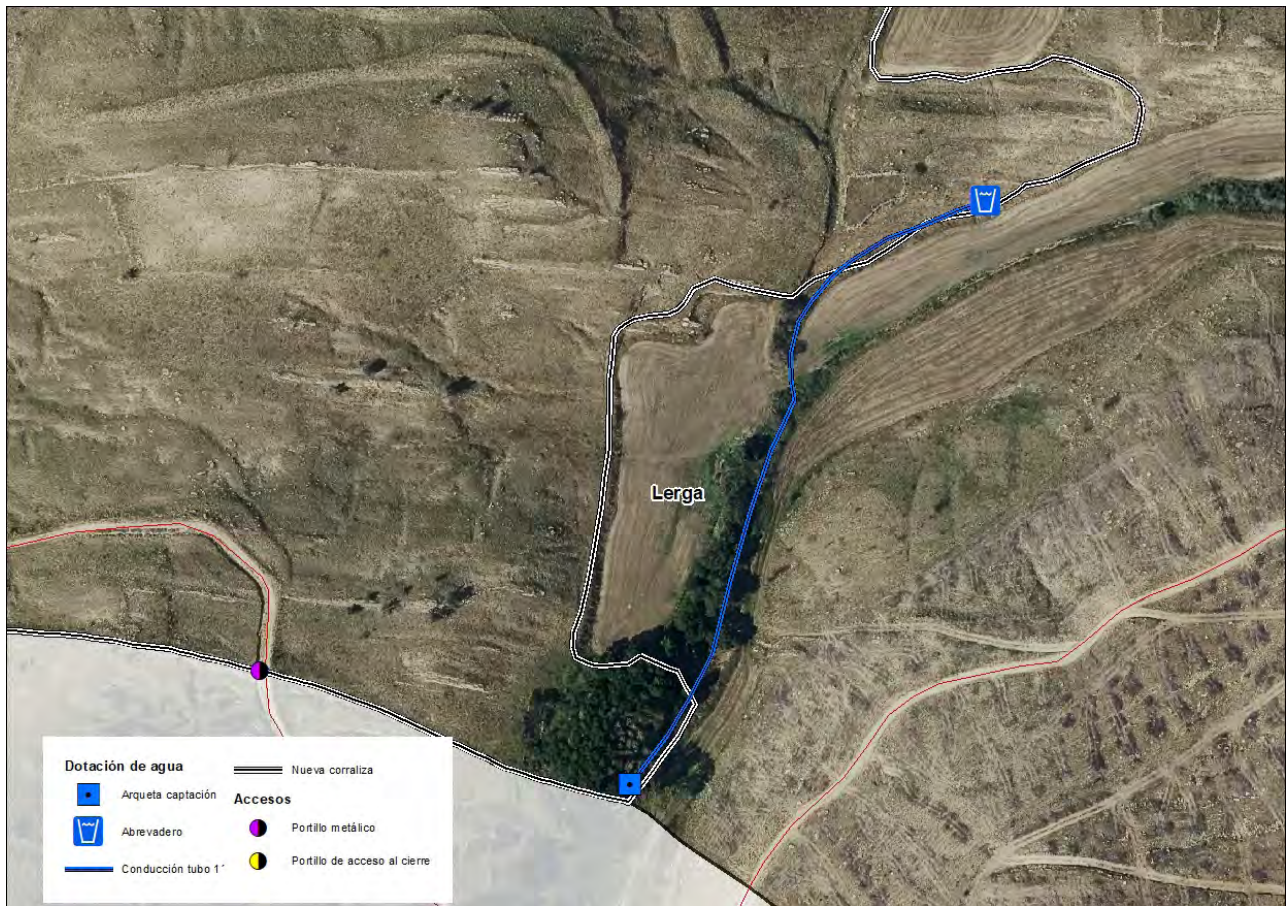 Lerga
Dotación de agua
Arqueta captación
Abrevadero
Conducción tubo 1´
Nueva corraliza
Accesos
Portillo metálico
Portillo de acceso al cierre